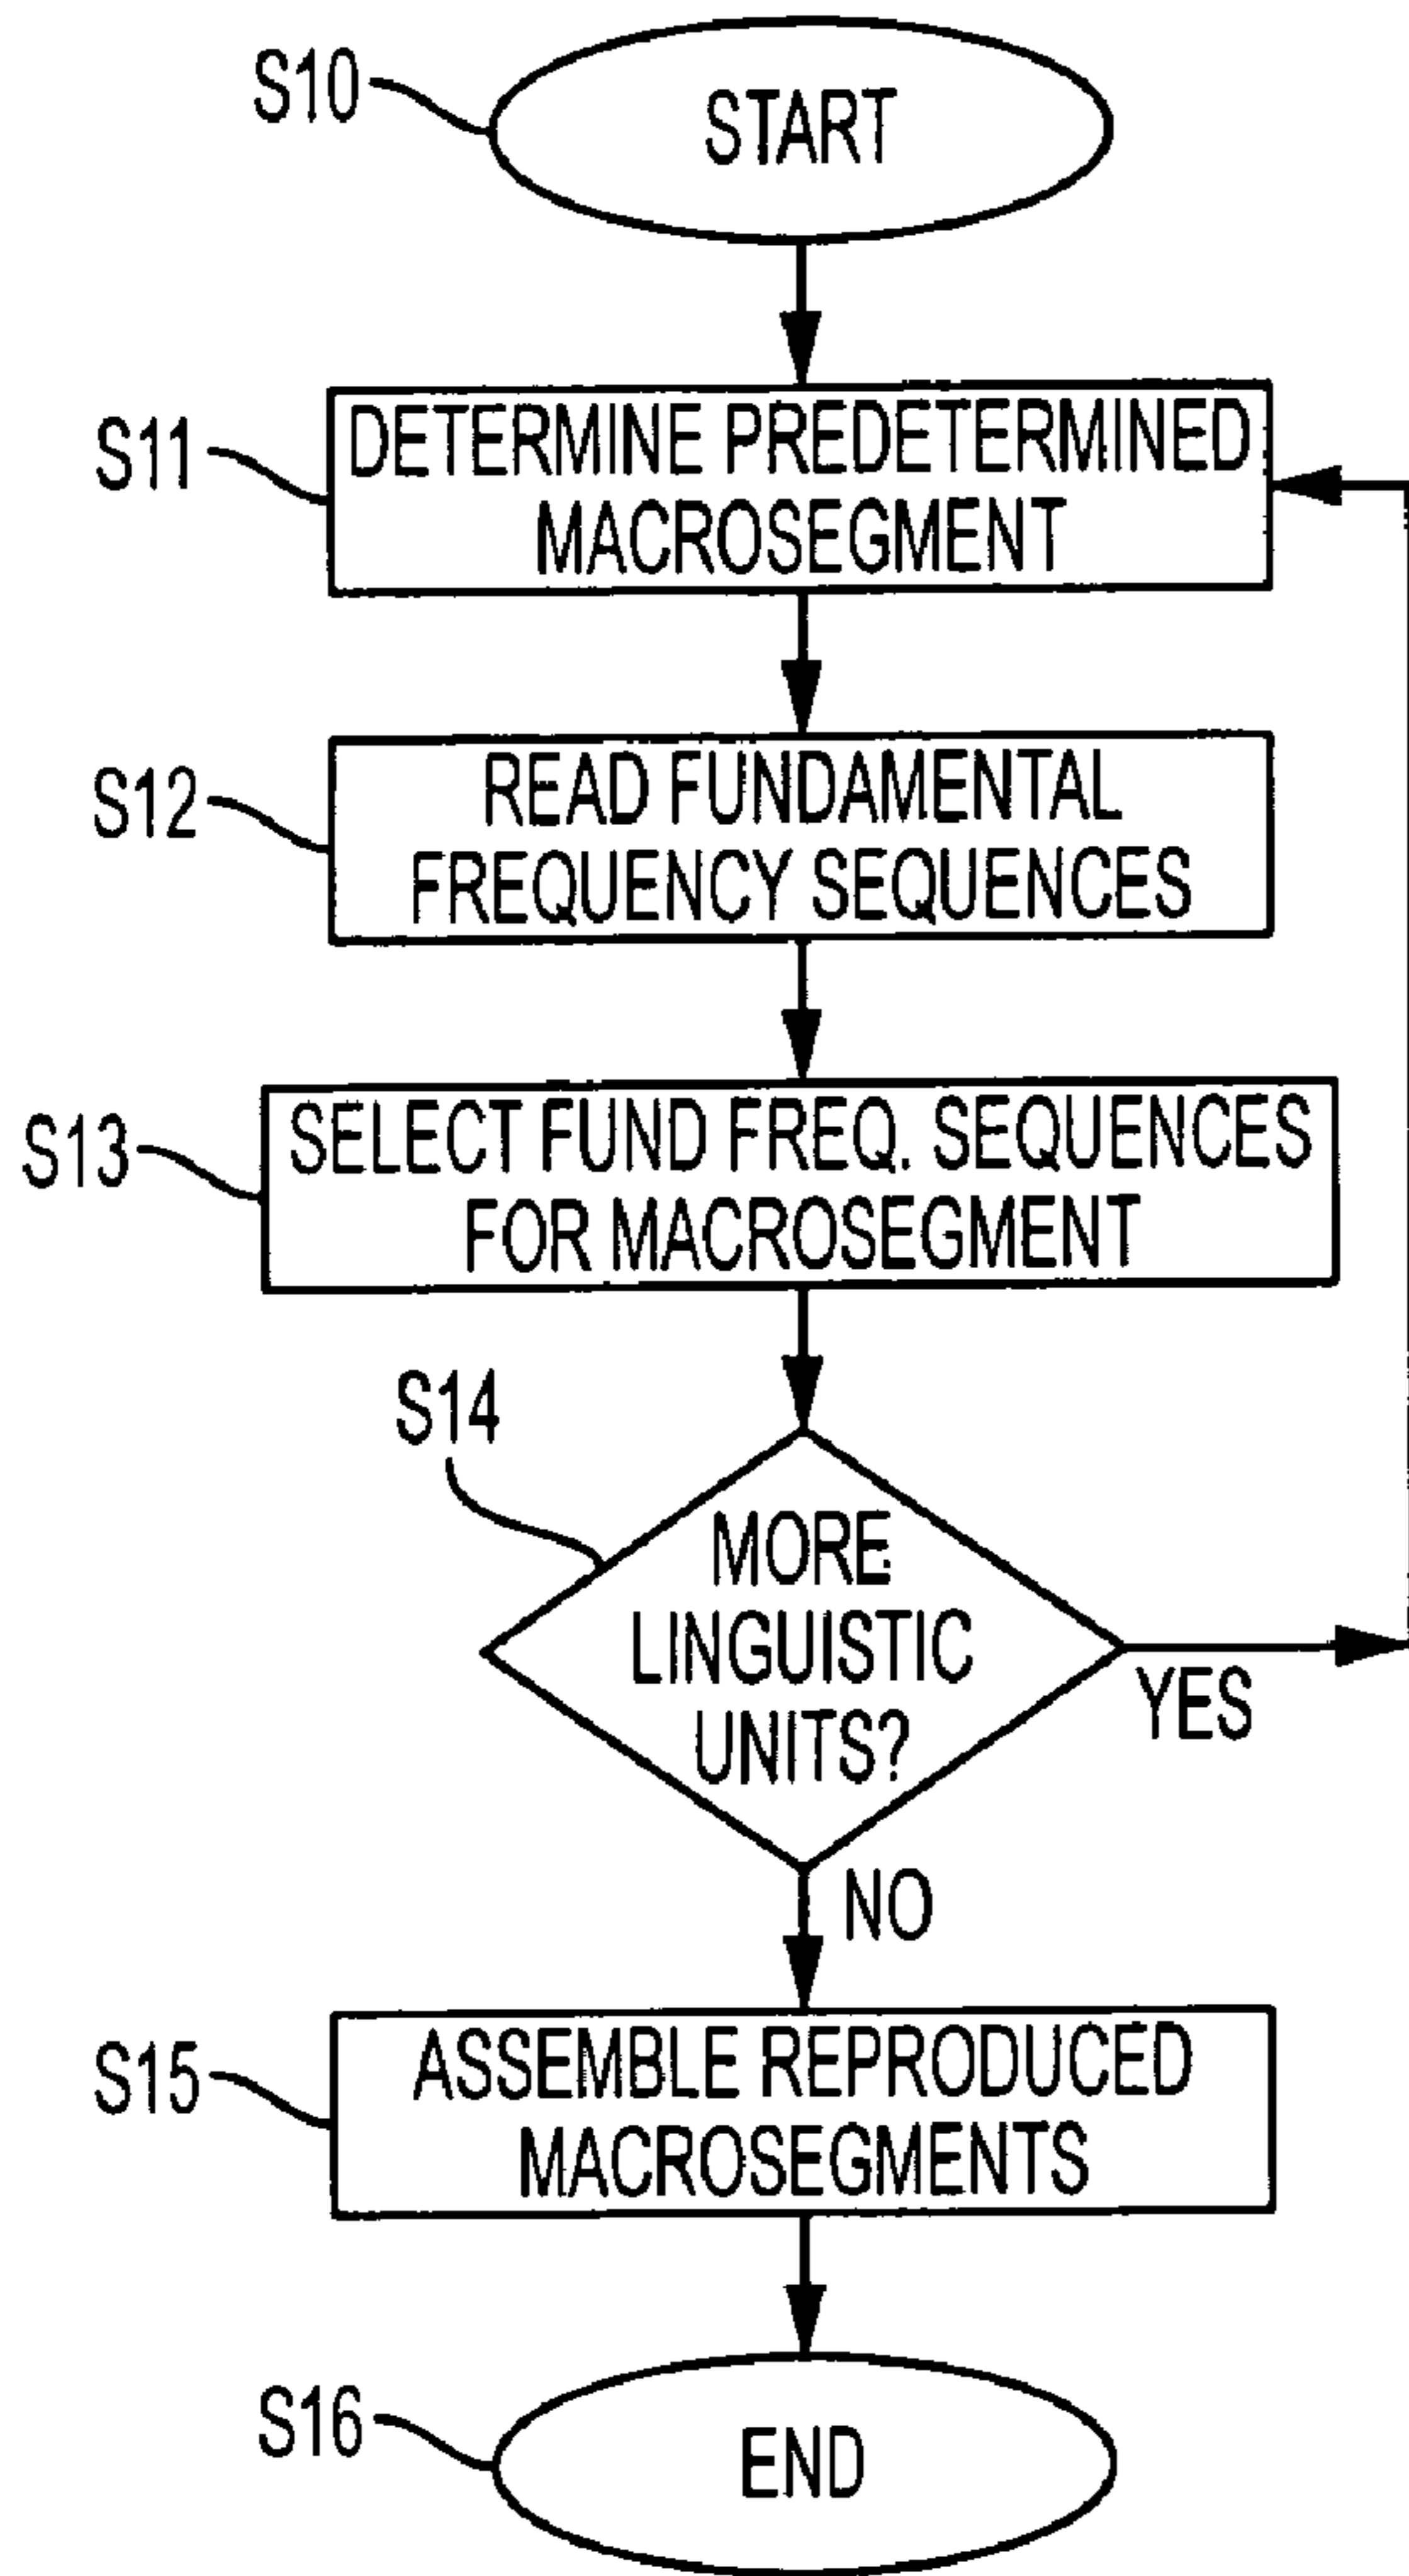 S10
START
S11
DETERMINE PREDETERMINED
MACROSEGMENT
S12
READ FUNDAMENTAL
FREQUENCY SEQUENCES
S13
SELECT FUND FREQ. SEQUENCES
FOR MACROSEGMENT
S14
MORE
LINGUISTIC
UNITS?
YES
NO
S15
ASSEMBLE REPRODUCED
MACROSEGMENTS
S16
END